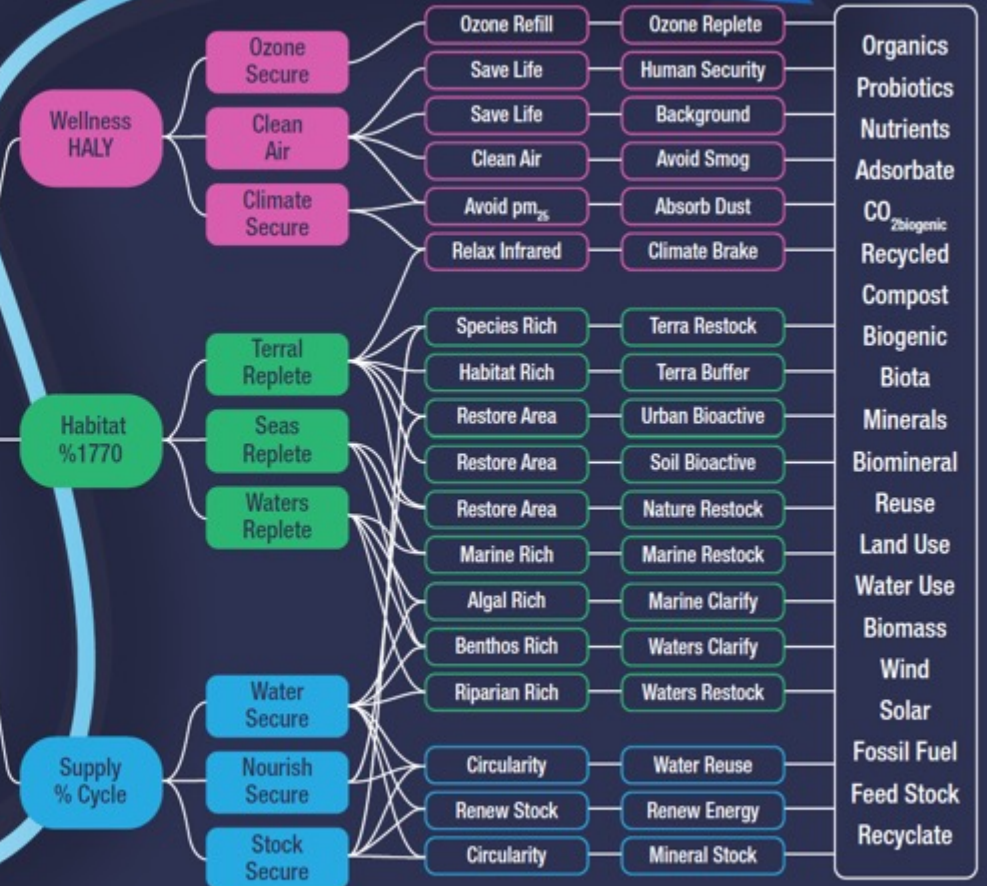 Wellness
HALY
Ozone
Secure
Clean
Air
Climate
Secure
Ozone Refill
Ozone Replete
Save Life
Human Security
Save Life
Background
Clean Air
Avoid Smog
Avoid pm25
Absorb Dust
Relax Infrared
Climate Brake
Habitat
%1770
Terral
Replete
Seas
Replete
Waters
Replete
Species Rich
Terra Restock
Habitat Rich
Terra Buffer
Restore Area
Urban Bioactive
Restore Area
Soil Bioactive
Restore Area
Nature Restock
Marine Rich
Marine Restock
Algal Rich
Marine Clarify
Benthos Rich
Waters Clarify
Riparian Rich
Waters Restock
Supply
% Cycle
Water
Secure
Nourish
Secure
Stock
Secure
Circularity
Water Reuse
Renew Stock
Renew Energy
Circularity
Mineral Stock
Organics
Probiotics
Nutrients
Adsorbate
CO2biogenic
Recycled
Compost
Biogenic
Biota
Minerals
Biomineral
Reuse
Land Use
Water Use
Biomass
Wind
Solar
Fossil Fuel
Feed Stock
Recyclate